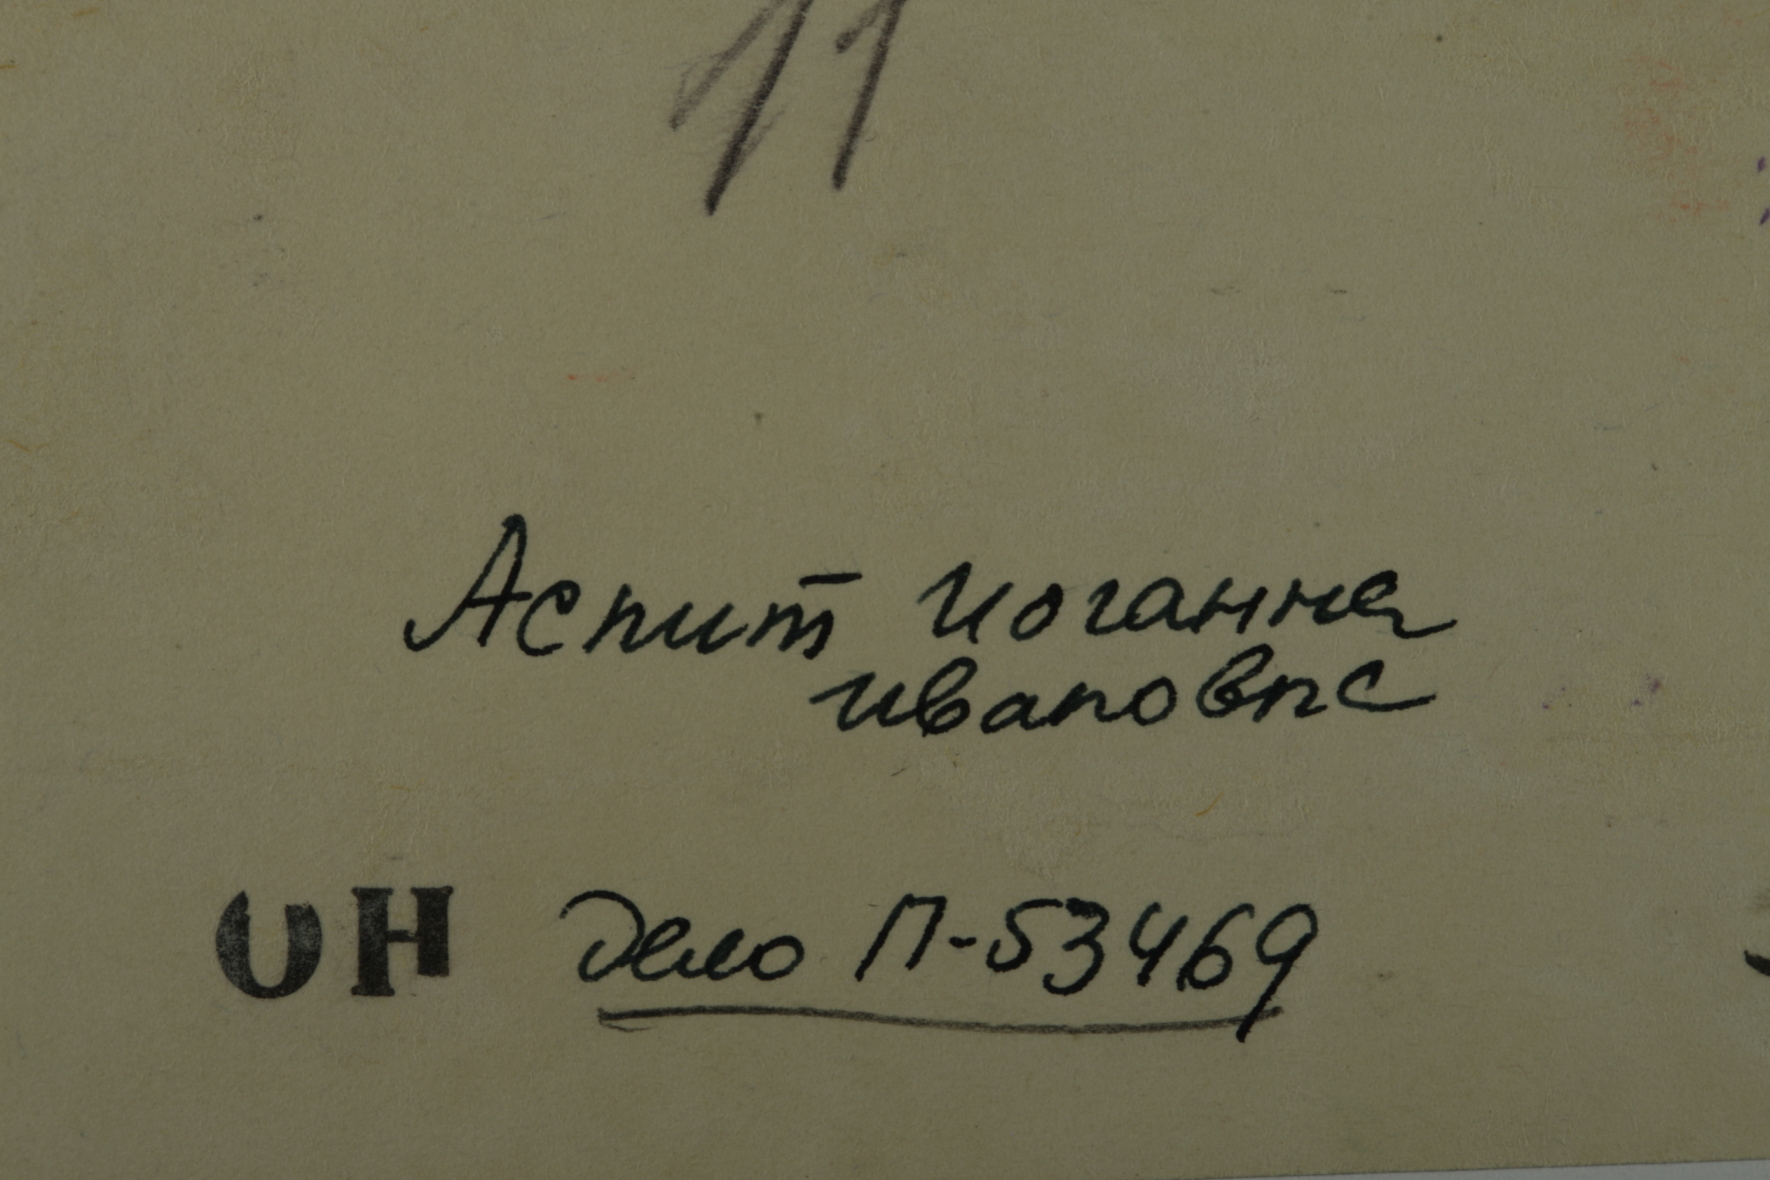 11
Аспит Иоганна
Ивановна
ОН дело П-53469